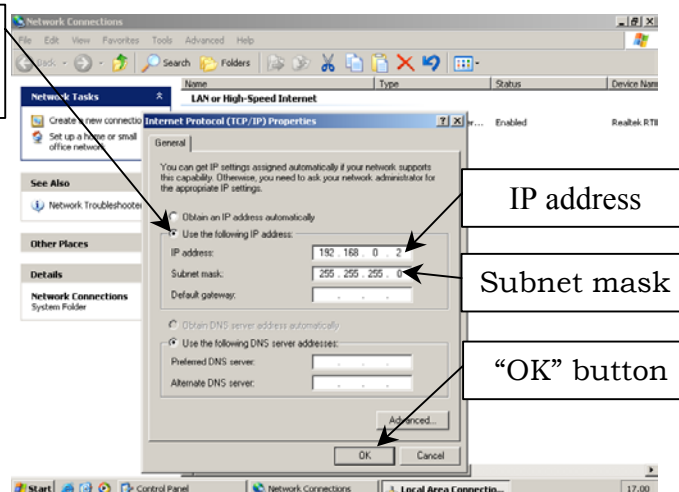 Network Connections
File Edit View Favorites Tools Advanced Help
Back Search Folders
Name Type Status Device Nam
LAN or High-Speed Internet
Enabled Realtek RTl
Network Tasks
Create a new connectio
Set up a home or small
office network
See Also
Network Troubleshooter
Other Places
Details
Network Connections
System Folder
Internet Protocol (TCP/IP) Properties
General
You can get IP settings assigned automatically if your network supports
this capability. Otherwise, you need to ask your network administrator for
the appropriate IP settings.
Obtain an IP address automatically
Use the following IP address:
IP address: 192 . 168 . 0 . 2
Subnet mask: 255 . 255 . 255 . 0
Default gateway:
Obtain DNS server address automatically
Use the following DNS server addresses:
Preferred DNS server:
Alternate DNS server:
Advanced...
OK Cancel
IP address
Subnet mask
“OK” button
Start Control Panel Network Connections Local Area Connectio... 17.00